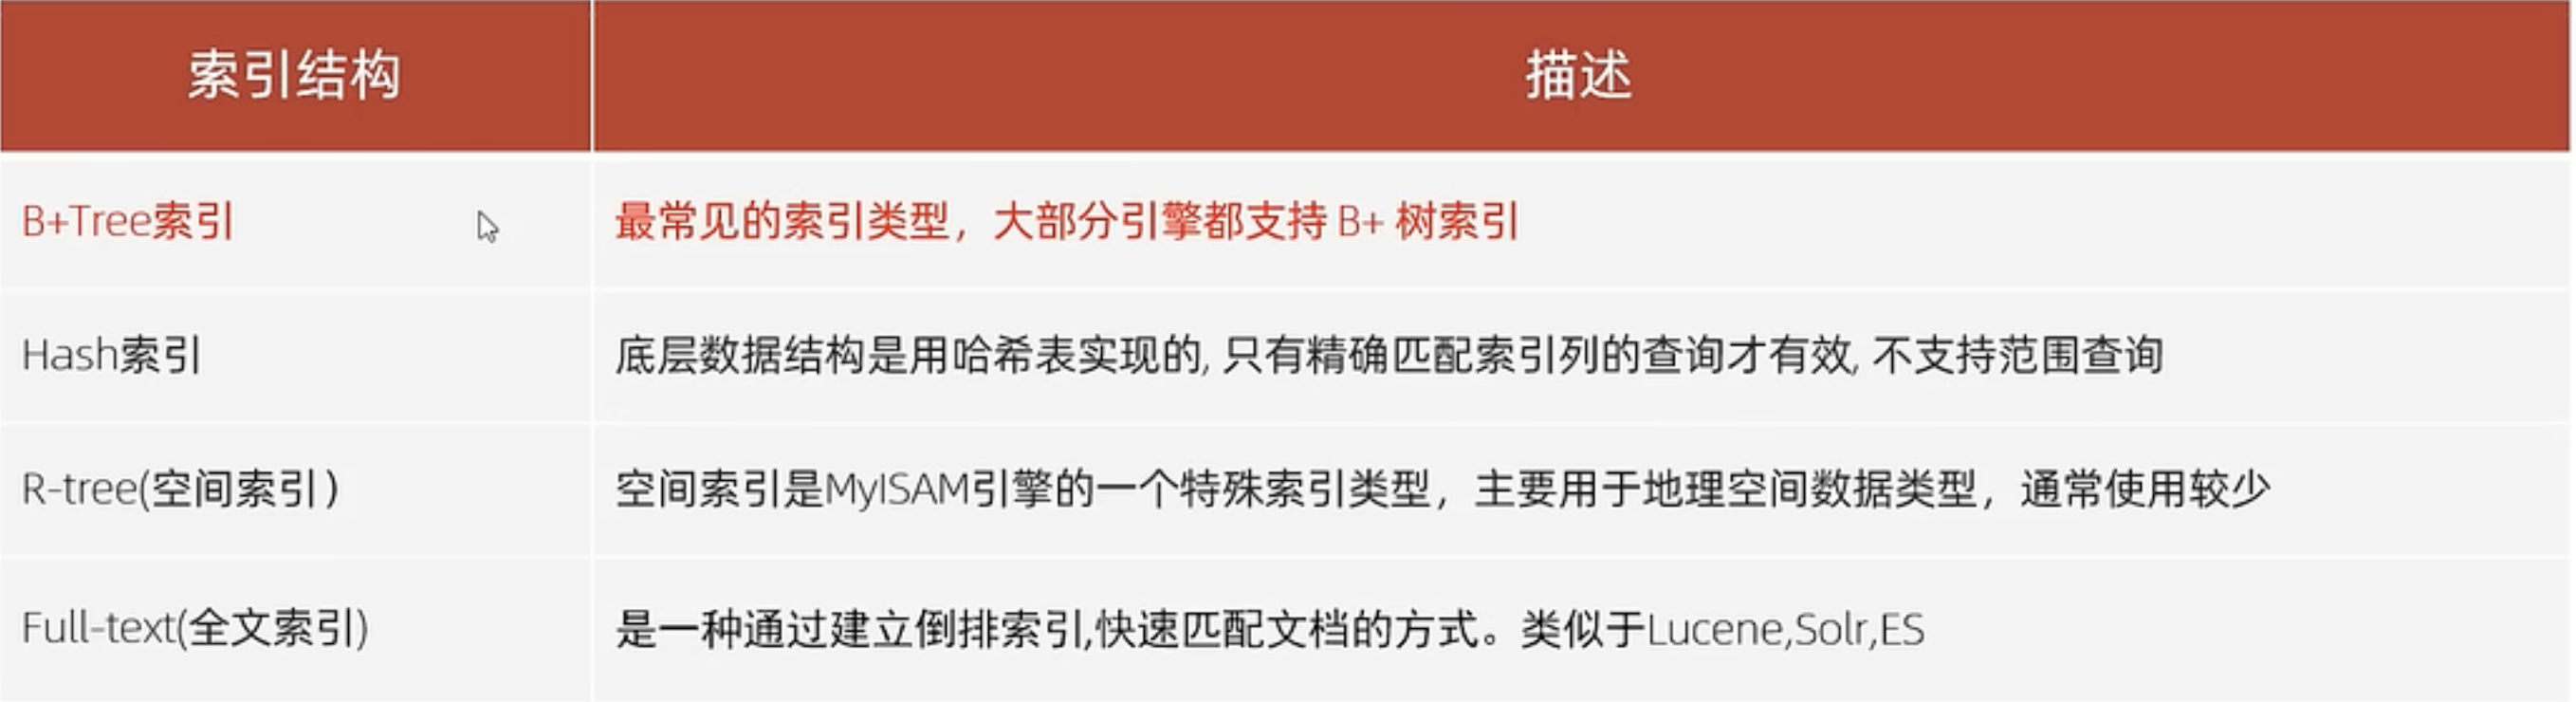 索引结构 描述
B+Tree索引 最常见的索引类型，大部分引擎都支持 B+ 树索引
Hash索引 底层数据结构是用哈希表实现的, 只有精确匹配索引列的查询才有效, 不支持范围查询
R-tree(空间索引） 空间索引是MyISAM引擎的一个特殊索引类型，主要用于地理空间数据类型，通常使用较少
Full-text(全文索引) 是一种通过建立倒排索引,快速匹配文档的方式。类似于Lucene,Solr,ES